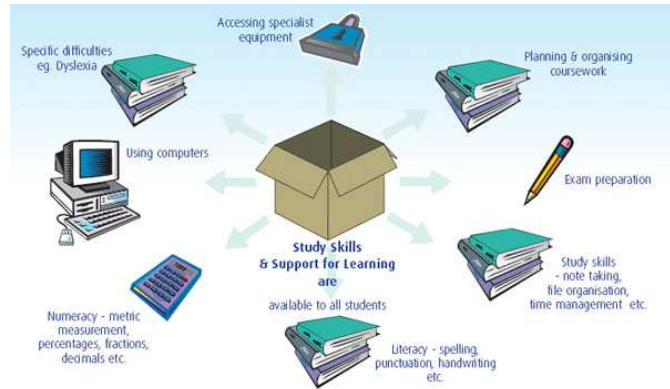 Accessing specialist
equipment
Specific difficulties
eg. Dyslexia
Planning & organising
coursework
Using computers
Exam preparation
Study Skills
& Support for Learning
are
available to all students
Study skills
- note taking,
file organisation,
time management etc.
Numeracy - metric
measurement,
percentages, fractions,
decimals etc.
Literacy - spelling,
punctuation, handwriting
etc.